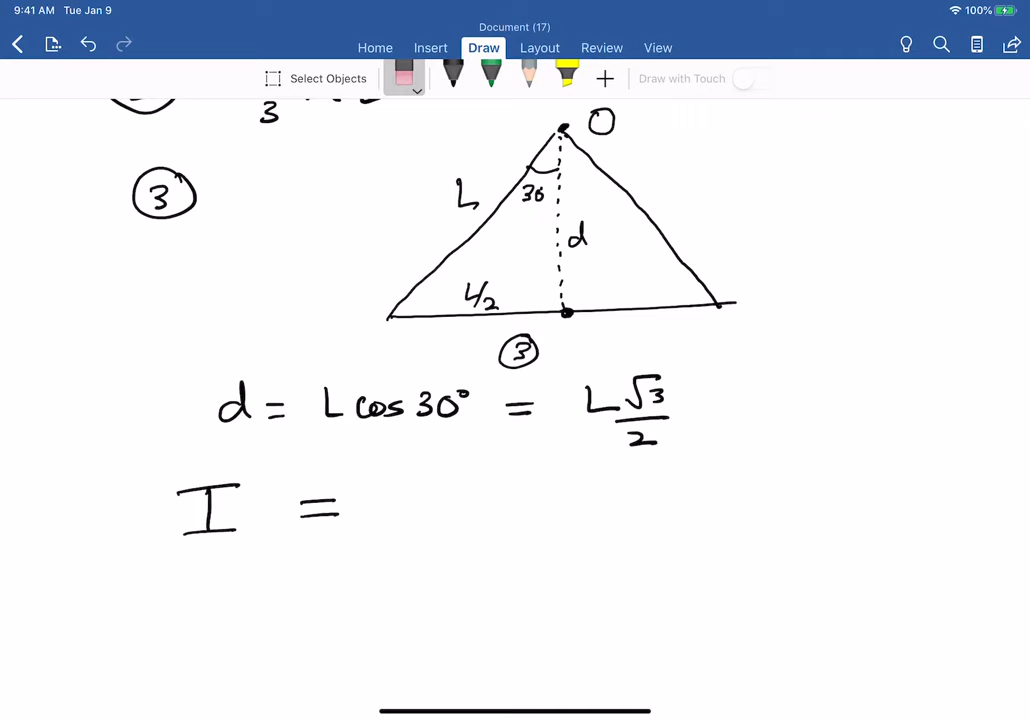 9:41 AM Tue Jan 9
100%
Document (17)
Home Insert Draw Layout Review View
Select Objects
Draw with Touch
3
O
3
L
30
d
L/2
3
d = L cos 30° = L√3/2
I =